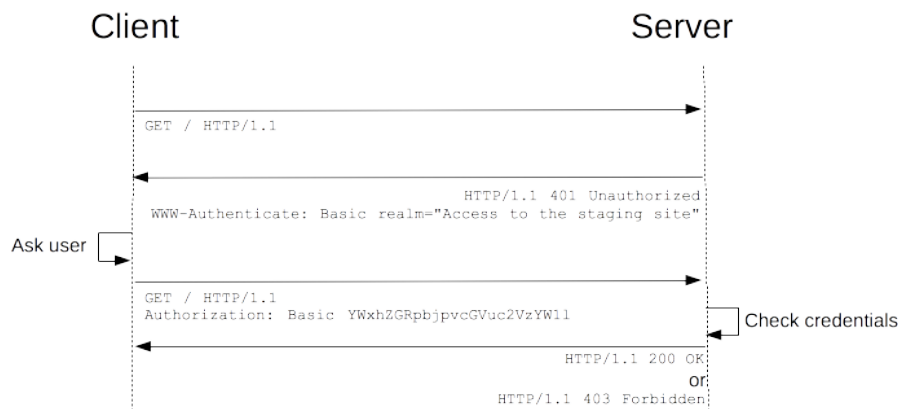 Client
Server
GET / HTTP/1.1
HTTP/1.1 401 Unauthorized
WWW-Authenticate: Basic realm="Access to the staging site"
Ask user
GET / HTTP/1.1
Authorization: Basic YWxhZGRpbjpvcGVuc2VzYW1l
Check credentials
HTTP/1.1 200 OK
or
HTTP/1.1 403 Forbidden